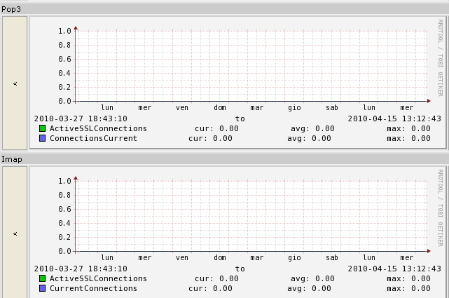 Pop3
<
1.0
0.8
0.6
0.4
0.2
0.0
lun mer ven dom mar gio sab lun mer
RRDTOOL / TOBI OETIKER
2010-03-27 18:43:10 to 2010-04-15 13:12:43
ActiveSSLConnections cur: 0.00 avg: 0.00 max: 0.00
ConnectionsCurrent cur: 0.00 avg: 0.00 max: 0.00
Imap
<
1.0
0.8
0.6
0.4
0.2
0.0
lun mer ven dom mar gio sab lun mer
RRDTOOL / TOBI OETIKER
2010-03-27 18:43:10 to 2010-04-15 13:12:43
ActiveSSLConnections cur: 0.00 avg: 0.00 max: 0.00
CurrentConnections cur: 0.00 avg: 0.00 max: 0.00